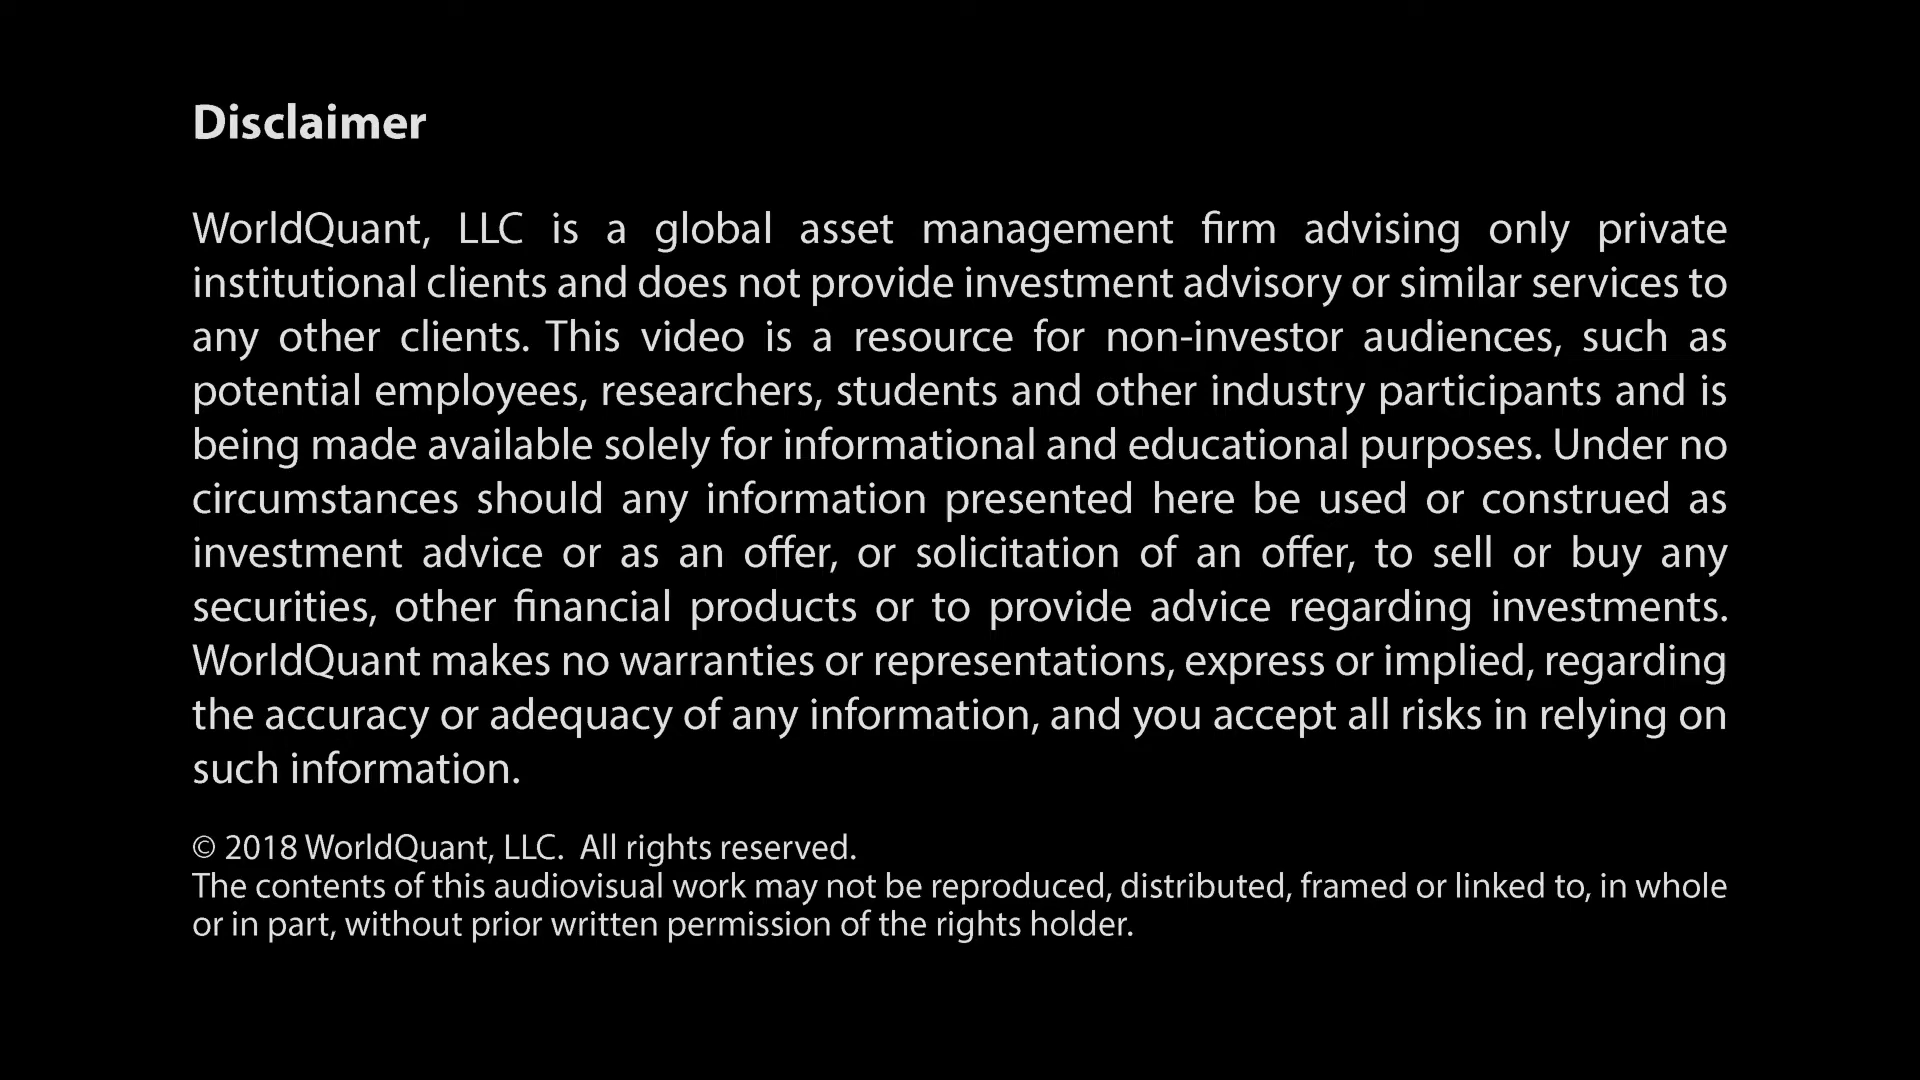 Disclaimer
WorldQuant, LLC is a global asset management firm advising only private
institutional clients and does not provide investment advisory or similar services to
any other clients. This video is a resource for non-investor audiences, such as
potential employees, researchers, students and other industry participants and is
being made available solely for informational and educational purposes. Under no
circumstances should any information presented here be used or construed as
investment advice or as an offer, or solicitation of an offer, to sell or buy any
securities, other financial products or to provide advice regarding investments.
WorldQuant makes no warranties or representations, express or implied, regarding
the accuracy or adequacy of any information, and you accept all risks in relying on
such information.
© 2018 WorldQuant, LLC.  All rights reserved.
The contents of this audiovisual work may not be reproduced, distributed, framed or linked to, in whole
or in part, without prior written permission of the rights holder.